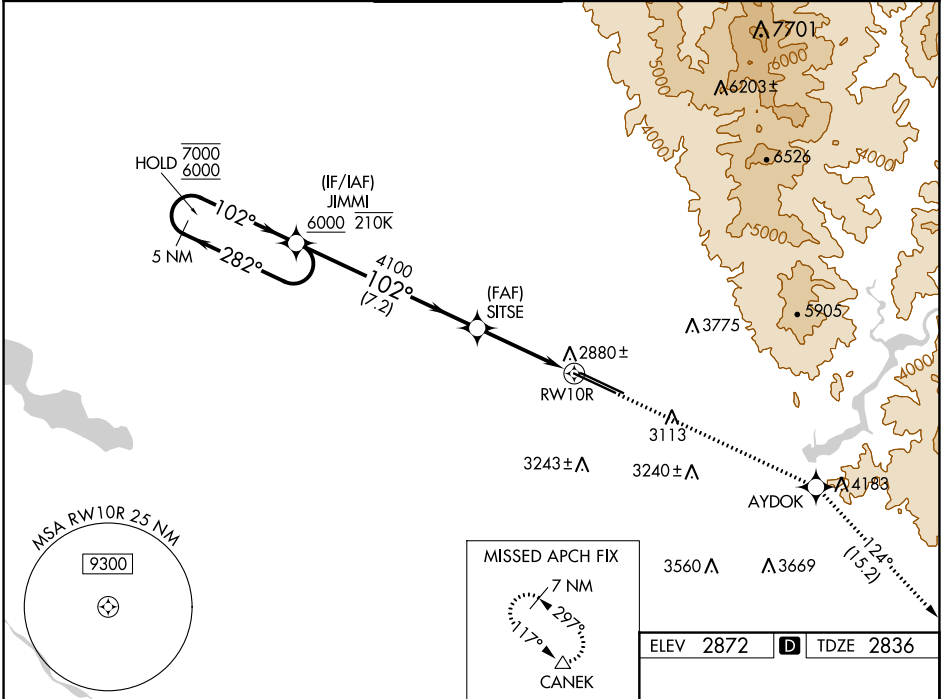 7701
6000
5000
6203±
4000
6526
4000
HOLD 7000
6000
(IF/IAF)
JIMMI
6000 210K
102°
5 NM
282°
5000
4100
102°
(7.2)
(FAF)
SITSE
5905
3775
2880±
4000
RW10R
3113
3243±
3240±
4183
AYDOK
MSA RW10R 25 NM
9300
124°
(15.2)
MISSED APCH FIX
7 NM
297°
117°
CANEK
3560
3669
ELEV 2872 D TDZE 2836